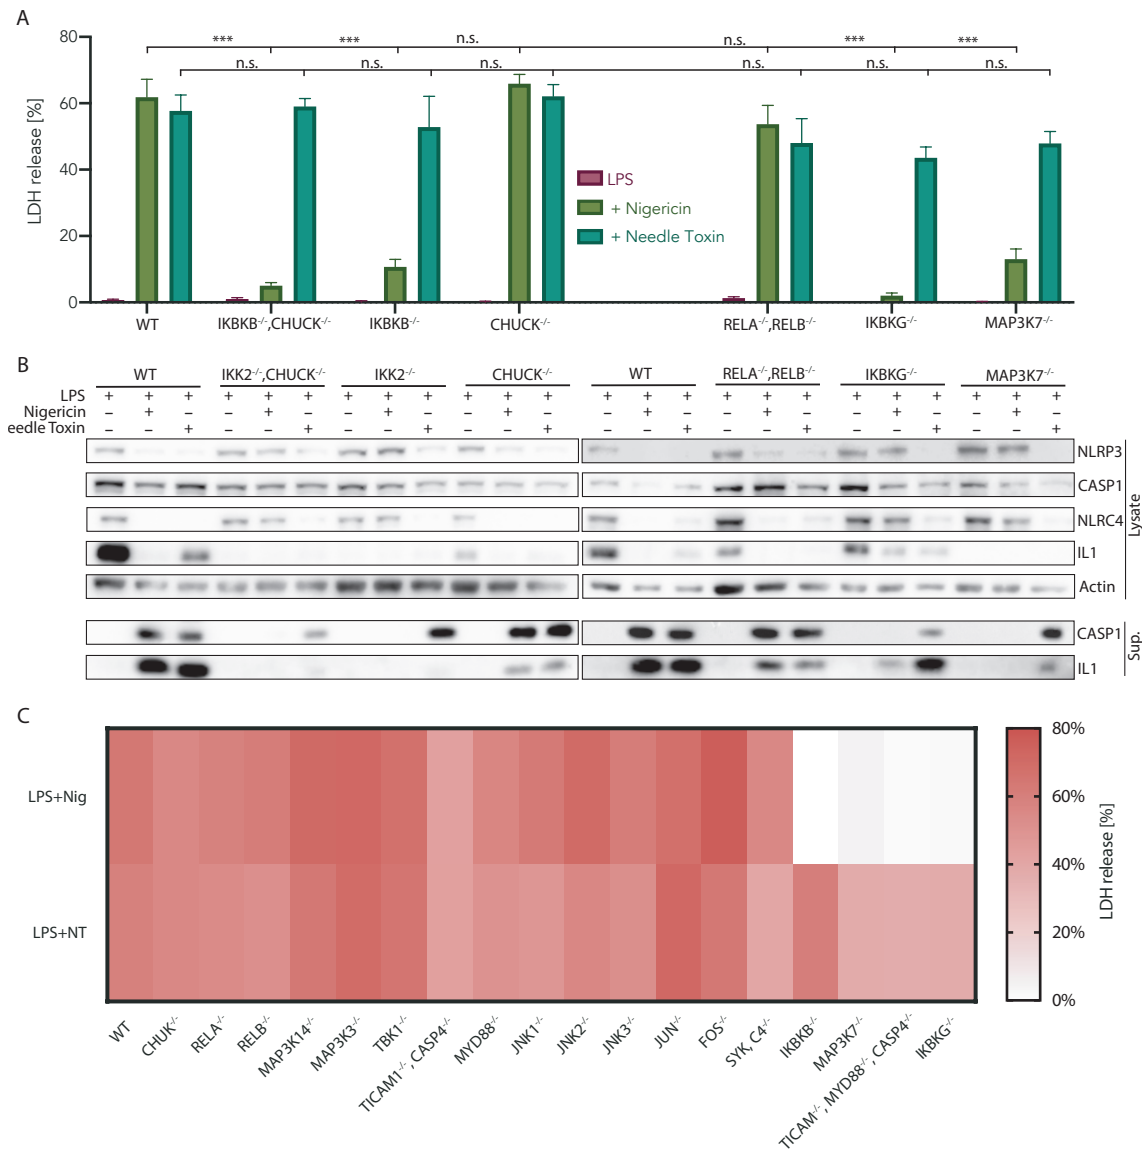 A
80
60
40
20
0
LDH release [%]
*** *** n.s. n.s. *** ***
n.s. n.s. n.s. n.s. n.s. n.s.
LPS
+ Nigericin
+ Needle Toxin
WT IKBKB-/-,CHUCK-/- IKBKB-/- CHUCK-/- RELA-/-,RELB-/- IKBKG-/- MAP3K7-/-
B
WT IKK2-/-,CHUCK-/- IKK2-/- CHUCK-/- WT RELA-/-,RELB-/- IKBKG-/- MAP3K7-/-
LPS + + + + + + + + + + + + + + + + + + + + + + + +
Nigericin – + – – + – – + – – + – – + – – + – – + – – + –
eedle Toxin – – + – – + – – + – – + – – + – – + – – + – – +
NLRP3
CASP1
NLRC4
IL1
Actin
Lysate
CASP1
IL1
Sup.
C
LPS+Nig
LPS+NT
80%
60%
40%
20%
0%
LDH release [%]
WT CHUK-/- RELA-/- RELB-/- MAP3K14-/- MAP3K3-/- TBK1-/- TICAM1-/-, CASP4-/- MYD88-/- JNK1-/- JNK2-/- JNK3-/- JUN-/- FOS-/- SYK, C4-/- IKBKB-/- MAP3K7-/- TICAM-/-, MYD88-/-, CASP4-/- IKBKG-/-